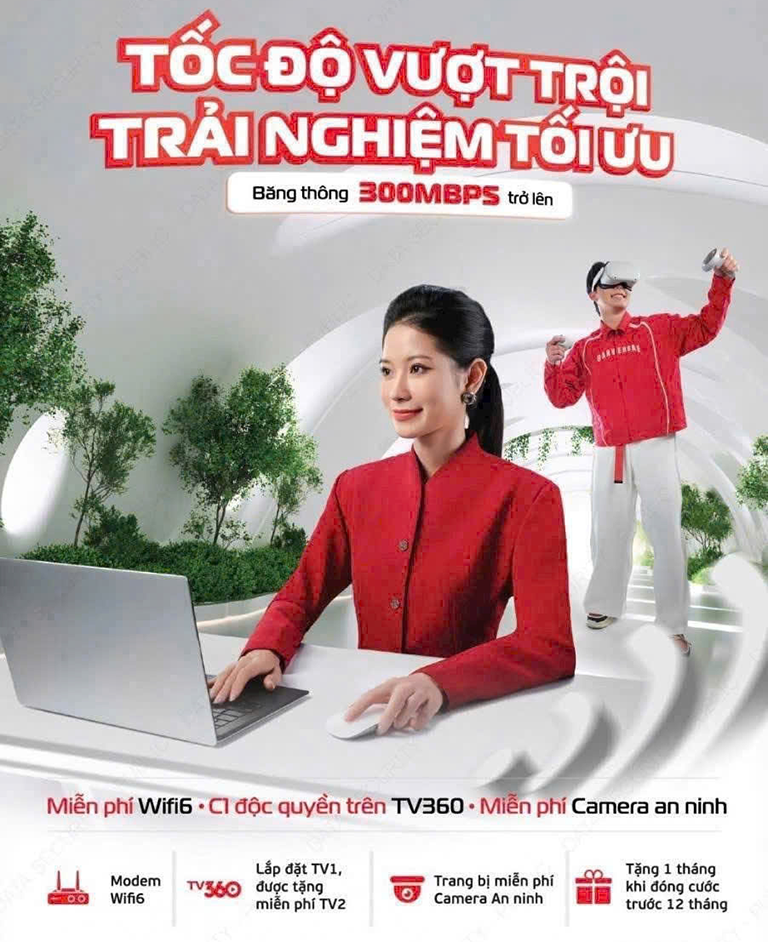 TỐC ĐỘ VƯỢT TRỘI
TRẢI NGHIỆM TỐI ƯU
Băng thông 300MBPS trở lên
Miễn phí Wifi6 • C1 độc quyền trên TV360 • Miễn phí Camera an ninh
Modem
Wifi6
TV360
Lắp đặt TV1,
được tặng
miễn phí TV2
Trang bị miễn phí
Camera An ninh
Tặng 1 tháng
khi đóng cước
trước 12 tháng